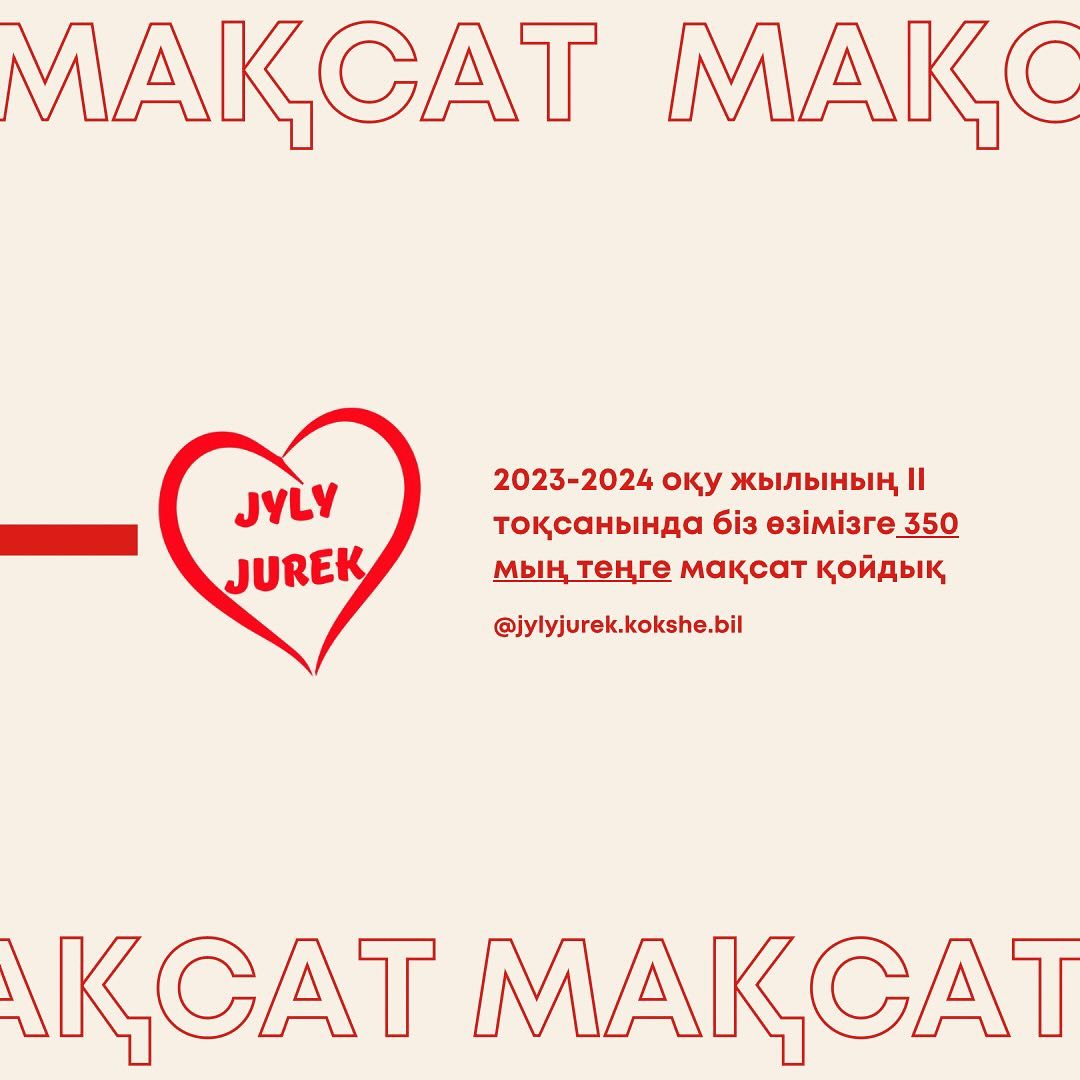 МАҚСАТ МАҚС
JYLY
JUREK
2023-2024 оқу жылының II
тоқсанында біз өзімізге 350
мың теңге мақсат қойдық
@jylyjurek.kokshe.bil
АҚСАТ МАҚСАТ